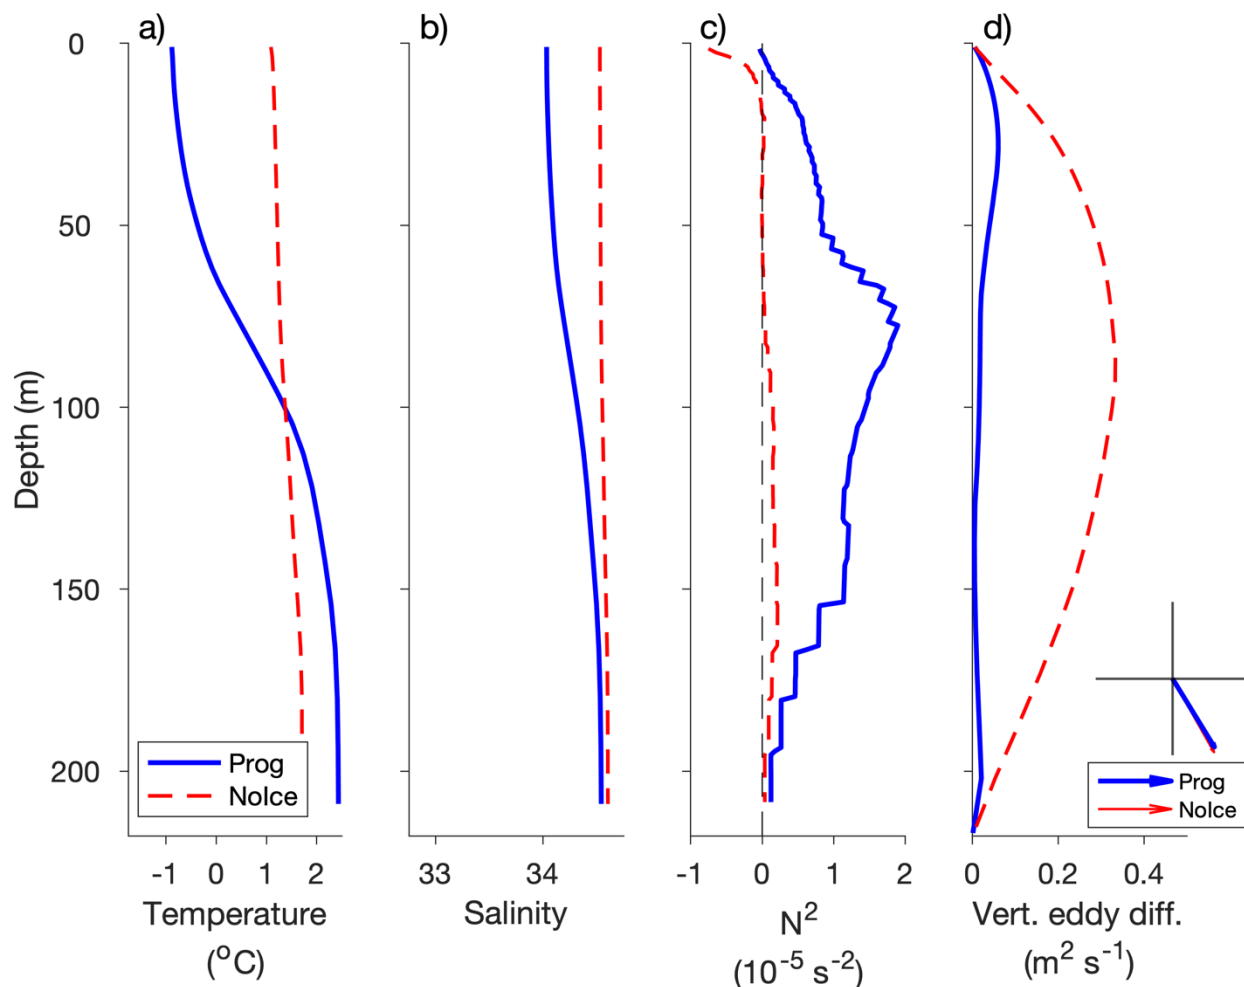 a)
b)
c)
d)
0
50
100
150
200
Depth (m)
Prog
NoIce
Prog
NoIce
-1 0 1 2
33 34
-1 0 1 2
0 0.2 0.4
Temperature
(°C)
Salinity
N²
(10⁻⁵ s⁻²)
Vert. eddy diff.
(m² s⁻¹)